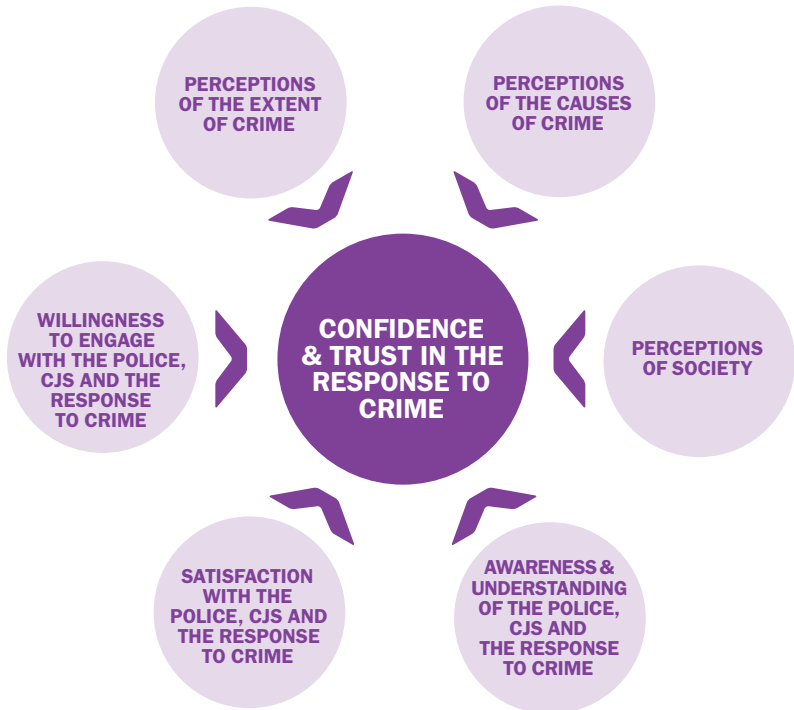 PERCEPTIONS
OF THE EXTENT
OF CRIME
PERCEPTIONS
OF THE CAUSES
OF CRIME
WILLINGNESS
TO ENGAGE
WITH THE POLICE,
CJS AND THE
RESPONSE
TO CRIME
CONFIDENCE
& TRUST IN THE
RESPONSE TO
CRIME
PERCEPTIONS
OF SOCIETY
SATISFACTION
WITH THE
POLICE, CJS AND
THE RESPONSE
TO CRIME
AWARENESS &
UNDERSTANDING
OF THE POLICE,
CJS AND
THE RESPONSE
TO CRIME